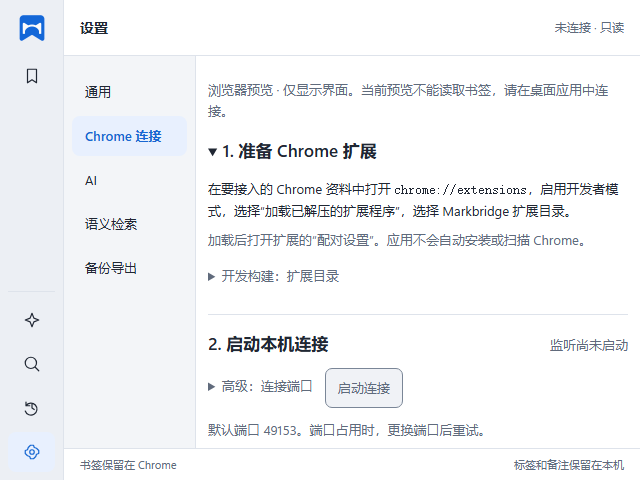 设置
未连接 · 只读
通用
Chrome 连接
AI
语义检索
备份导出
浏览器预览 · 仅显示界面。当前预览不能读取书签，请在桌面应用中连
接。
1. 准备 Chrome 扩展
在要接入的 Chrome 资料中打开 chrome://extensions，启用开发者模
式，选择“加载已解压的扩展程序”，选择 Markbridge 扩展目录。
加载后打开扩展的“配对设置”。应用不会自动安装或扫描 Chrome。
开发构建：扩展目录
2. 启动本机连接
监听尚未启动
高级：连接端口
启动连接
默认端口 49153。端口占用时，更换端口后重试。
书签保留在 Chrome
标签和备注保留在本机